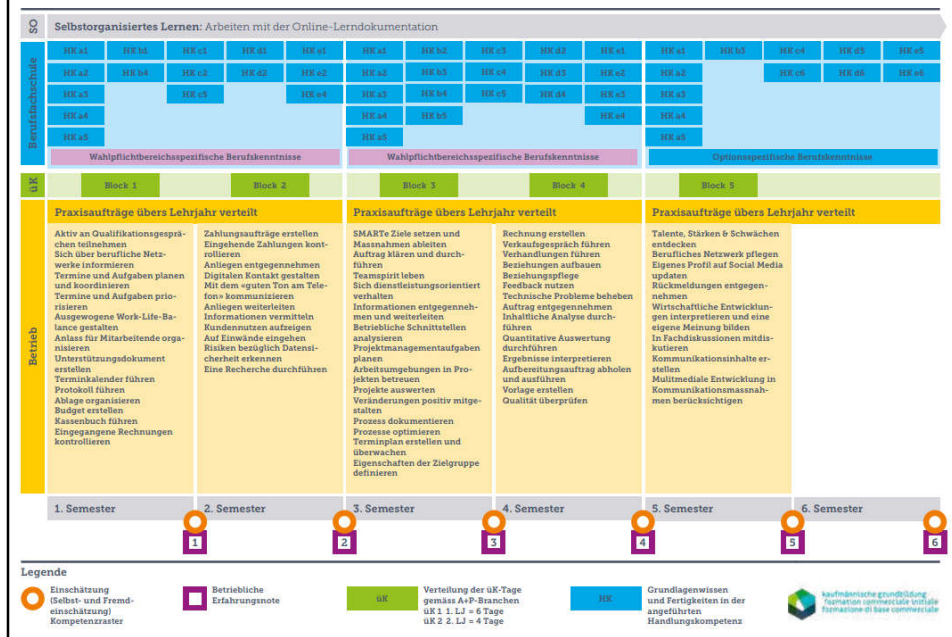 SO
Selbstorganisiertes Lernen: Arbeiten mit der Online-Lerndokumentation
Berufsfachschule
HK a1 HK b1 HK c1 HK d1 HK e1 HK a1 HK b2 HK c3 HK d2 HK e1 HK a1 HK b3 HK c4 HK d5 HK e5
HK a2 HK b4 HK c2 HK d2 HK e2 HK a2 HK b3 HK c4 HK d3 HK e2 HK a2 HK c6 HK d6 HK e6
HK a3 HK c5 HK e4 HK a3 HK b4 HK c5 HK d4 HK e3 HK a3
HK a4 HK a4 HK b5 HK e4 HK a4
HK a5 HK a5 HK a5
Wahlpflichtbereichsspezifische Berufskenntnisse Wahlpflichtbereichsspezifische Berufskenntnisse Optionsspezifische Berufskenntnisse
üK
Block 1 Block 2 Block 3 Block 4 Block 5
Betrieb
Praxisaufträge übers Lehrjahr verteilt
Aktiv an Qualifikationsgesprä-
chen teilnehmen
Sich über berufliche Netz-
werke informieren
Termine und Aufgaben planen
und koordinieren
Termine und Aufgaben prio-
risieren
Ausgewogene Work-Life-Ba-
lance gestalten
Anlass für Mitarbeitende orga-
nisieren
Unterstützungsdokument
erstellen
Terminkalender führen
Protokoll führen
Ablage organisieren
Budget erstellen
Kassenbuch führen
Eingegangene Rechnungen
kontrollieren
Zahlungsaufträge erstellen
Eingehende Zahlungen kont-
rollieren
Anliegen entgegennehmen
Digitalen Kontakt gestalten
Mit dem «guten Ton am Tele-
fon» kommunizieren
Anliegen weiterleiten
Informationen vermitteln
Kundennutzen aufzeigen
Auf Einwände eingehen
Risiken bezüglich Datensi-
cherheit erkennen
Eine Recherche durchführen
Praxisaufträge übers Lehrjahr verteilt
SMARTe Ziele setzen und
Massnahmen ableiten
Auftrag klären und durch-
führen
Teamspirit leben
Sich dienstleistungsorientiert
verhalten
Informationen entgegenneh-
men und weiterleiten
Betriebliche Schnittstellen
analysieren
Projektmanagementaufgaben
planen
Arbeitsumgebungen in Pro-
jekten betreuen
Projekte auswerten
Veränderungen positiv mitge-
stalten
Prozess dokumentieren
Prozesse optimieren
Terminplan erstellen und
überwachen
Eigenschaften der Zielgruppe
definieren
Rechnung erstellen
Verkaufsgespräch führen
Verhandlungen führen
Beziehungen aufbauen
Beziehungspflege
Feedback nutzen
Technische Probleme beheben
Auftrag entgegennehmen
Inhaltliche Analyse durch-
führen
Quantitative Auswertung
durchführen
Ergebnisse interpretieren
Aufbereitungsauftrag abholen
und ausführen
Vorlage erstellen
Qualität überprüfen
Praxisaufträge übers Lehrjahr verteilt
Talente, Stärken & Schwächen
entdecken
Berufliches Netzwerk pflegen
Eigenes Profil auf Social Media
updaten
Rückmeldungen entgegen-
nehmen
Wirtschaftliche Entwicklun-
gen interpretieren und eine
eigene Meinung bilden
In Fachdiskussionen mitdis-
kutieren
Kommunikationsinhalte er-
stellen
Mulitmediale Entwicklung in
Kommunikationsmassnah-
men berücksichtigen
1. Semester 2. Semester 3. Semester 4. Semester 5. Semester 6. Semester
1 2 3 4 5 6
Legende
Einschätzung
(Selbst- und Fremd-
einschätzung)
Kompetenzraster
Betriebliche
Erfahrungsnote
üK
Verteilung der üK-Tage
gemäss A+P-Branchen
üK 1 1. LJ = 6 Tage
üK 2 2. LJ = 4 Tage
HK
Grundlagenwissen
und Fertigkeiten in der
angeführten
Handlungskompetenz
kaufmännische grundbildung
formation commerciale initiale
formazione di base commerciale